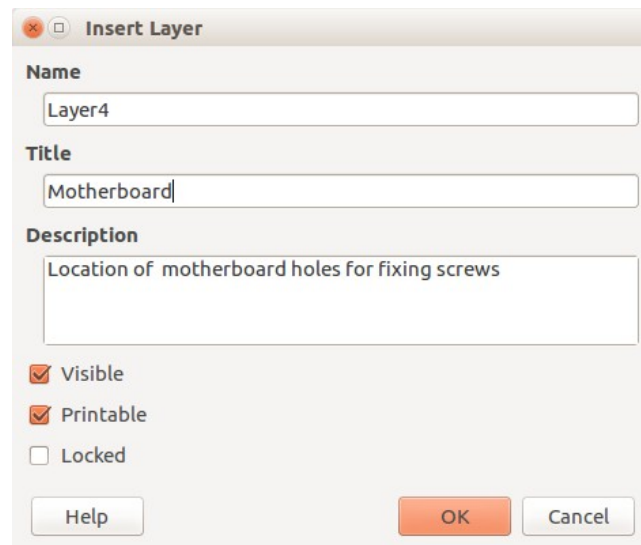 Insert Layer
Name
Layer4
Title
Motherboard
Description
Location of  motherboard holes for fixing screws
Visible
Printable
Locked
Help OK Cancel